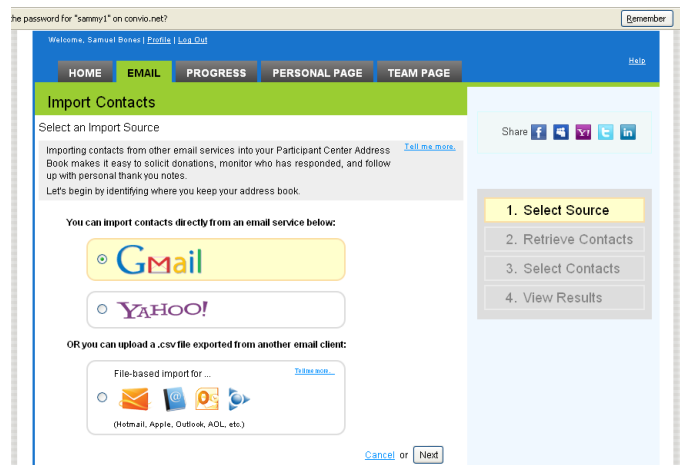 he password for "sammy1" on convio.net?
Remember
Welcome, Samuel Bones | Profile | Log Out
Help
HOME EMAIL PROGRESS PERSONAL PAGE TEAM PAGE
Import Contacts
Select an Import Source
Share
Importing contacts from other email services into your Participant Center Address
Book makes it easy to solicit donations, monitor who has responded, and follow
up with personal thank you notes.
Tell me more.
Let's begin by identifying where you keep your address book.
1. Select Source
2. Retrieve Contacts
3. Select Contacts
4. View Results
You can import contacts directly from an email service below:
Gmail
YAHOO!
OR you can upload a .csv file exported from another email client:
File-based import for ...
Tell me more...
(Hotmail, Apple, Outlook, AOL, etc.)
Cancel or Next